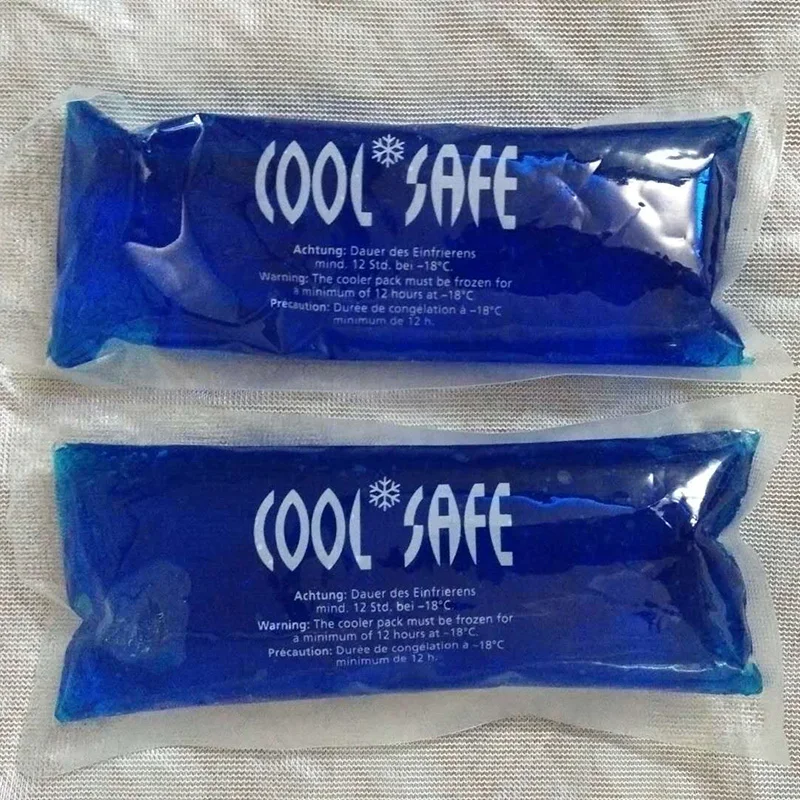 COOL SAFE
Achtung: Dauer des Einfrierens
mind. 12 Std. bei –18°C.
Warning: The cooler pack must be frozen for
a minimum of 12 hours at –18°C
Précaution: Durée de congélation à –18°C
minimum de 12 h.
COOL SAFE
Achtung: Dauer des Einfrierens
mind. 12 Std. bei –18°C
Warning: The cooler pack must be frozen for
a minimum of 12 hours at –18°C.
Précaution: Durée de congélation à –18°C
minimum de 12 h.